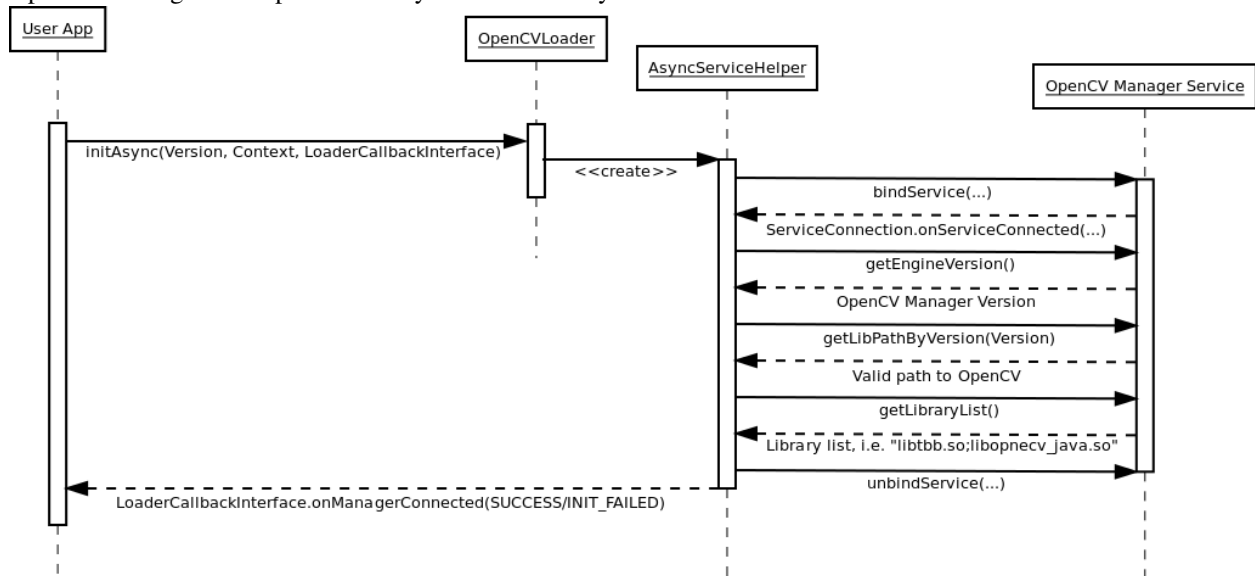 User App
OpenCVLoader
AsyncServiceHelper
OpenCV Manager Service
initAsync(Version, Context, LoaderCallbackInterface)
<<create>>
bindService(...)
ServiceConnection.onServiceConnected(...)
getEngineVersion()
OpenCV Manager Version
getLibPathByVersion(Version)
Valid path to OpenCV
getLibraryList()
Library list, i.e. "libtbb.so;libopnecv_java.so"
unbindService(...)
LoaderCallbackInterface.onManagerConnected(SUCCESS/INIT_FAILED)